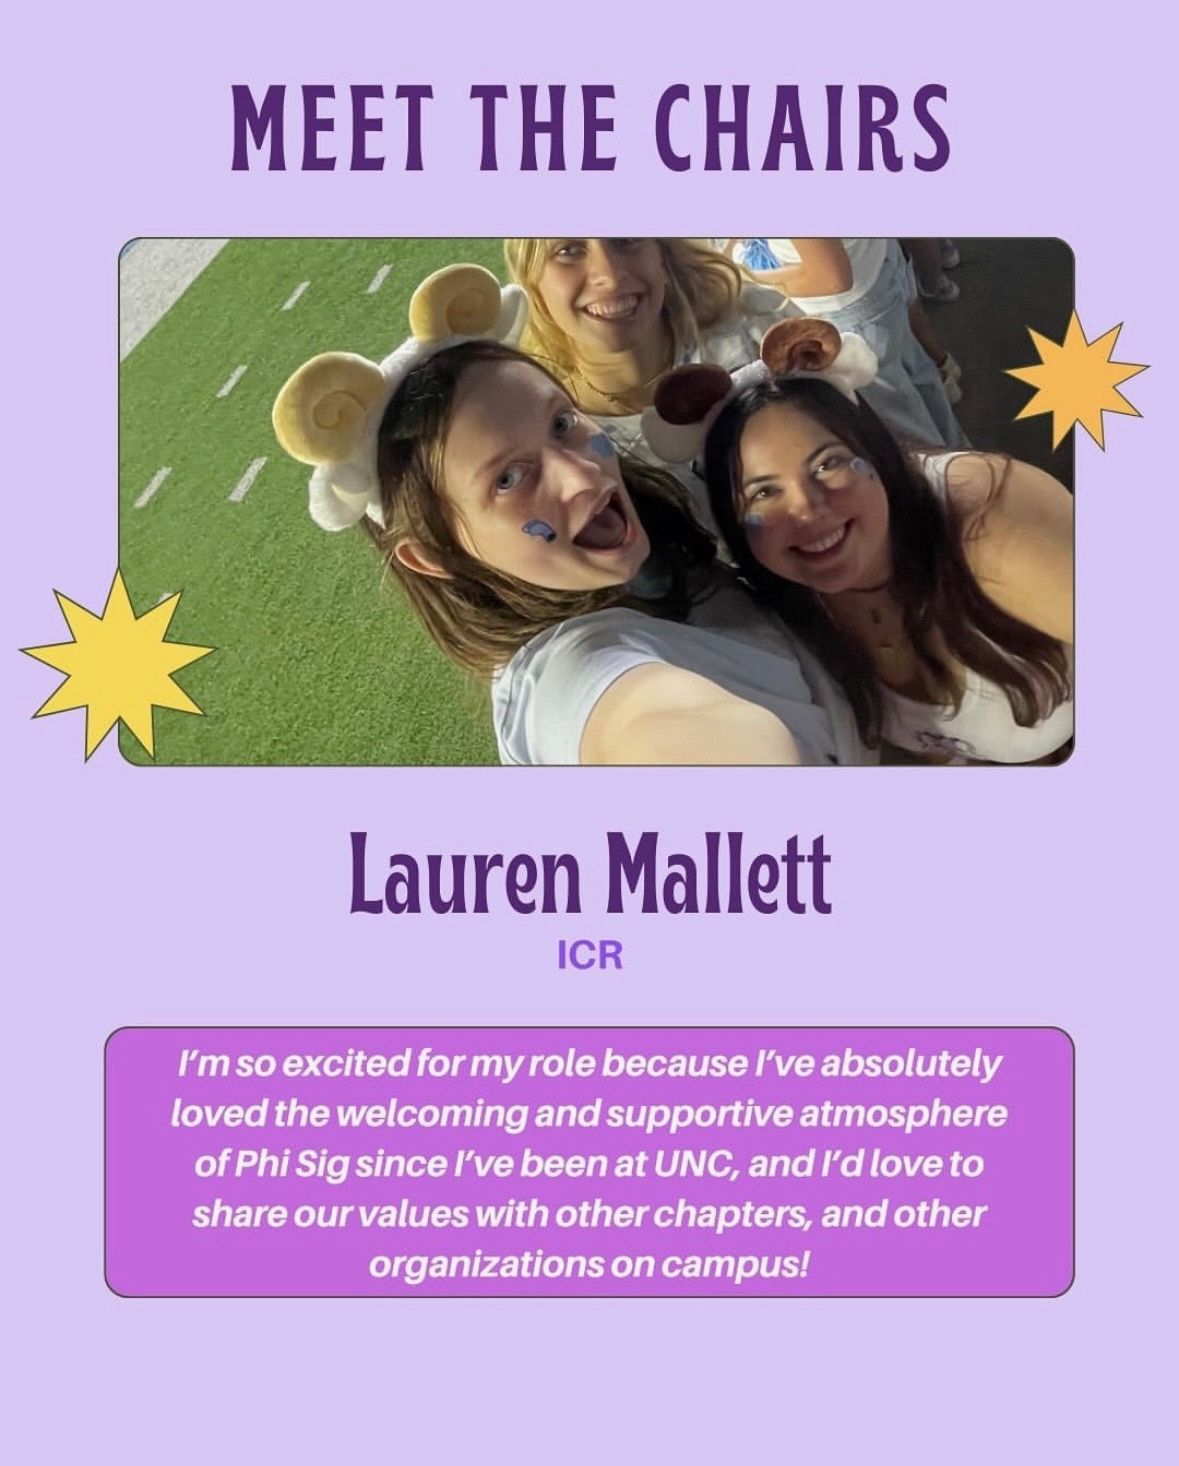 MEET THE CHAIRS
Lauren Mallett
ICR
I'm so excited for my role because I've absolutely
loved the welcoming and supportive atmosphere
of Phi Sig since I've been at UNC, and I'd love to
share our values with other chapters, and other
organizations on campus!